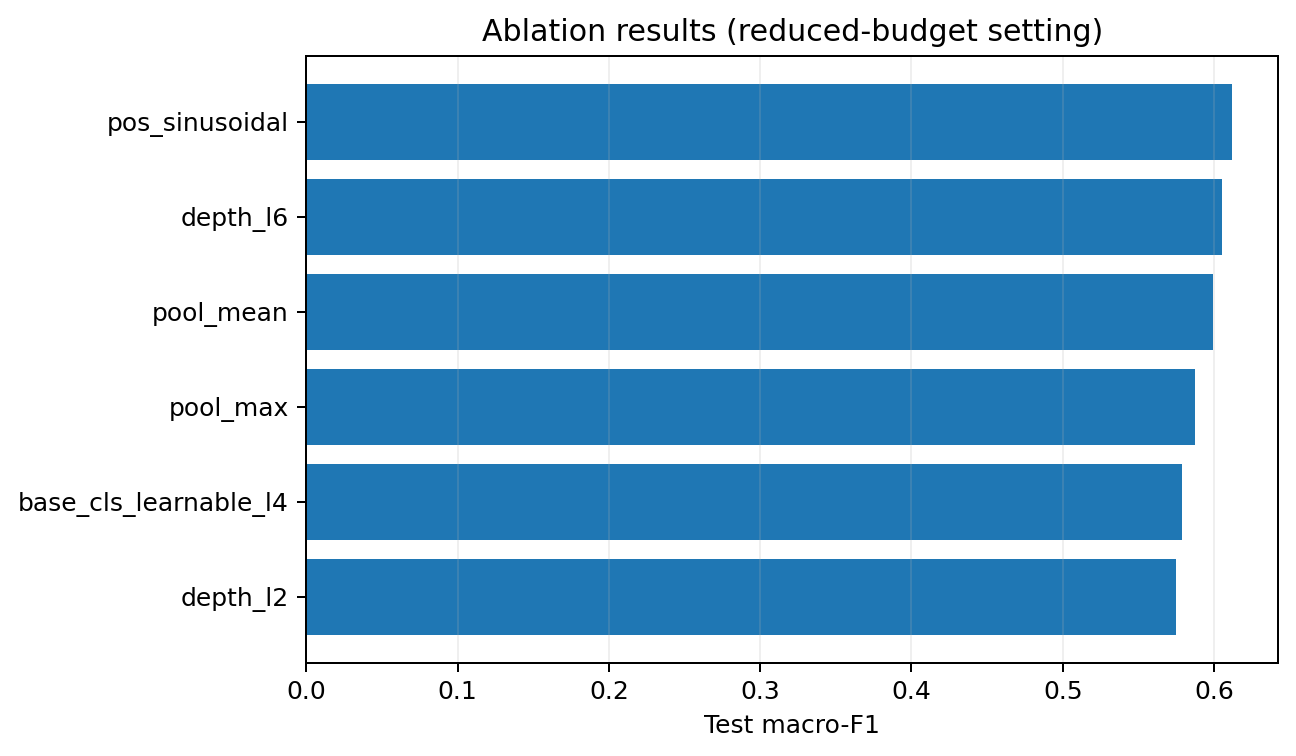 Ablation results (reduced-budget setting)
pos_sinusoidal
depth_l6
pool_mean
pool_max
base_cls_learnable_l4
depth_l2
0.0 0.1 0.2 0.3 0.4 0.5 0.6
Test macro-F1